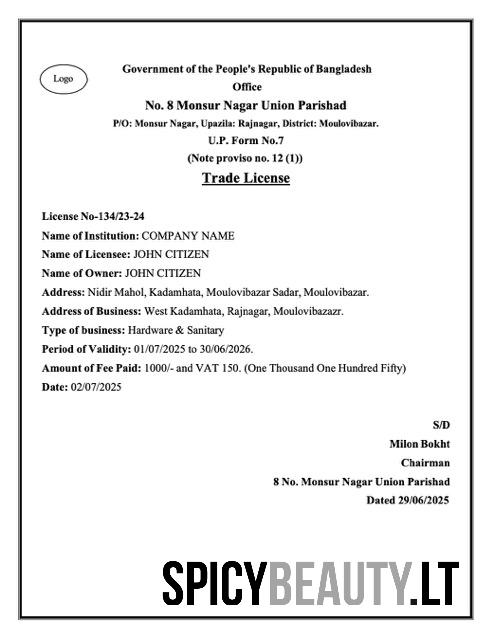 Logo
Government of the People's Republic of Bangladesh
Office
No. 8 Monsur Nagar Union Parishad
P/O: Monsur Nagar, Upazila: Rajnagar, District: Moulovibazar.
U.P. Form No.7
(Note proviso no. 12 (1))
Trade License
License No-134/23-24
Name of Institution: COMPANY NAME
Name of Licensee: JOHN CITIZEN
Name of Owner: JOHN CITIZEN
Address: Nidir Mahol, Kadamhata, Moulovibazar Sadar, Moulovibazar.
Address of Business: West Kadamhata, Rajnagar, Moulovibazazr.
Type of business: Hardware & Sanitary
Period of Validity: 01/07/2025 to 30/06/2026.
Amount of Fee Paid: 1000/- and VAT 150. (One Thousand One Hundred Fifty)
Date: 02/07/2025
S/D
Milon Bokht
Chairman
8 No. Monsur Nagar Union Parishad
Dated 29/06/2025
SPICYBEAUTY.LT